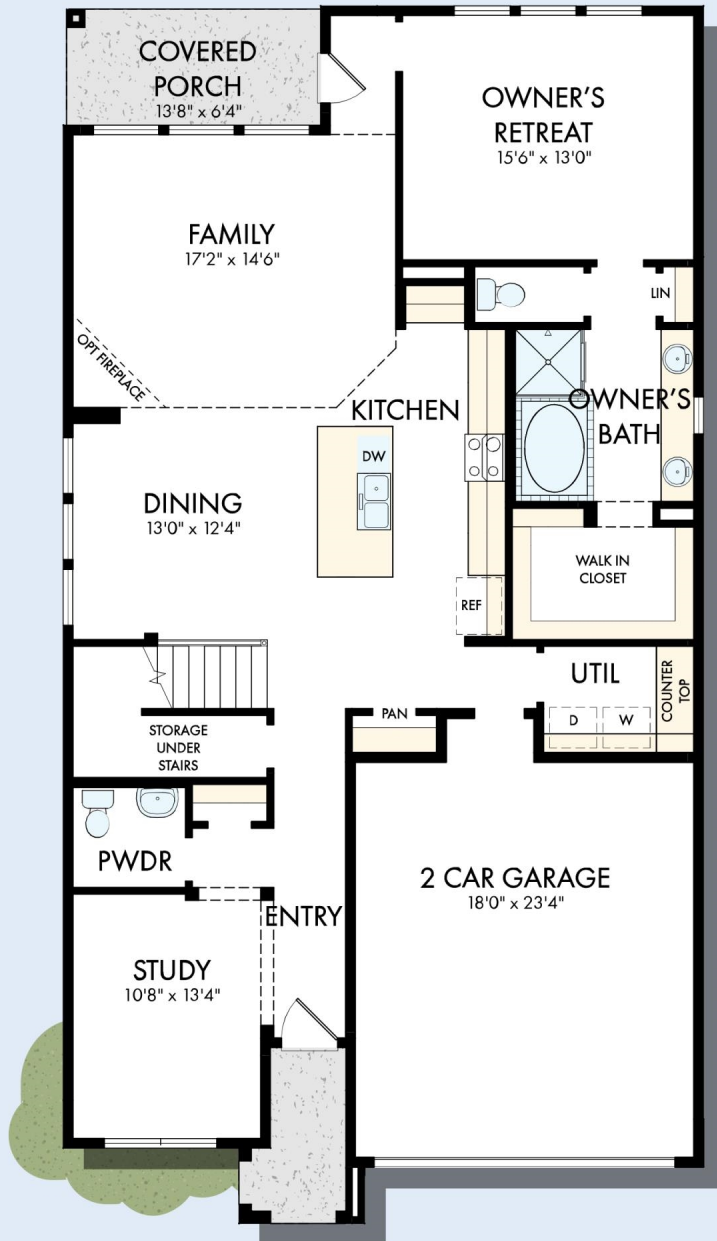 COVERED
PORCH
13'8" x 6'4"
OWNER'S
RETREAT
15'6" x 13'0"
FAMILY
17'2" x 14'6"
LIN
OPT FIREPLACE
KITCHEN
OWNER'S
BATH
DW
DINING
13'0" x 12'4"
WALK IN
CLOSET
REF
UTIL
COUNTER
TOP
PAN
D
W
STORAGE
UNDER
STAIRS
PWDR
2 CAR GARAGE
18'0" x 23'4"
ENTRY
STUDY
10'8" x 13'4"